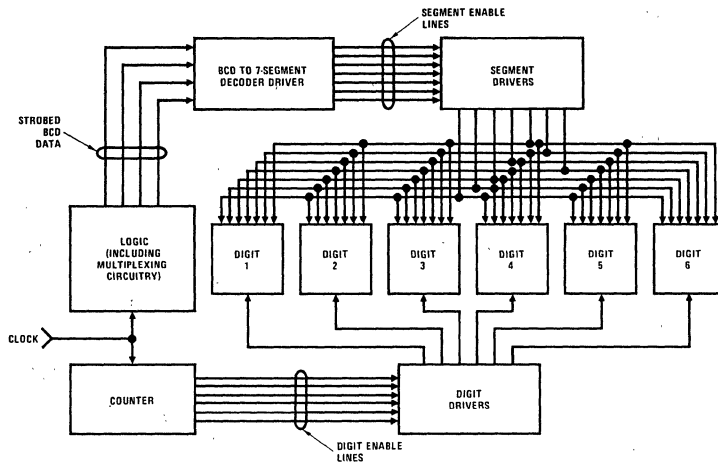 SEGMENT ENABLE
LINES
BCD TO 7-SEGMENT
DECODER DRIVER
SEGMENT
DRIVERS
STROBED
BCD
DATA
LOGIC
(INCLUDING
MULTIPLEXING
CIRCUITRY)
DIGIT
1
DIGIT
2
DIGIT
3
DIGIT
4
DIGIT
5
DIGIT
6
CLOCK
COUNTER
DIGIT
DRIVERS
DIGIT ENABLE
LINES